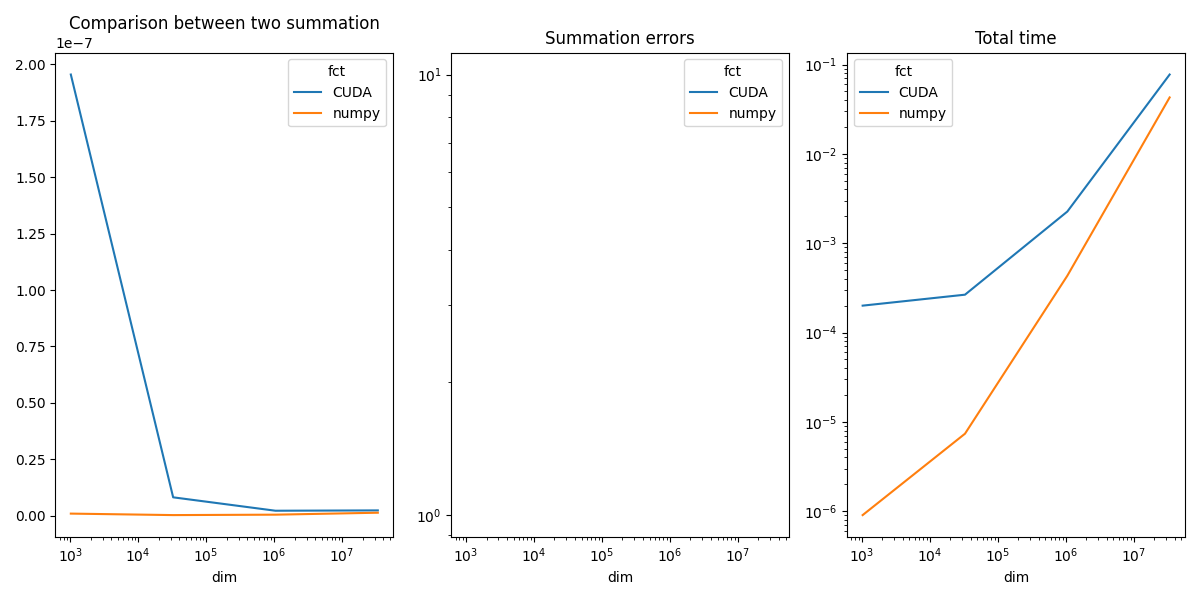 Comparison between two summation
1e−7
2.00
1.75
1.50
1.25
1.00
0.75
0.50
0.25
0.00
fct
CUDA
numpy
10³ 10⁴ 10⁵ 10⁶ 10⁷
dim
Summation errors
10¹
10⁰
fct
CUDA
numpy
10³ 10⁴ 10⁵ 10⁶ 10⁷
dim
Total time
10⁻¹
10⁻²
10⁻³
10⁻⁴
10⁻⁵
10⁻⁶
fct
CUDA
numpy
10³ 10⁴ 10⁵ 10⁶ 10⁷
dim